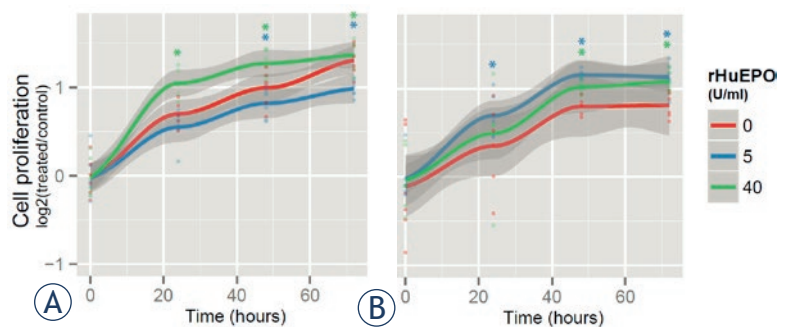 Cell proliferation
log2(treated/control)
1
0
−1
0 20 40 60
Time (hours)
A
* * * * *
0 20 40 60
Time (hours)
B
* * * * *
rHuEPO
(U/ml)
0
5
40